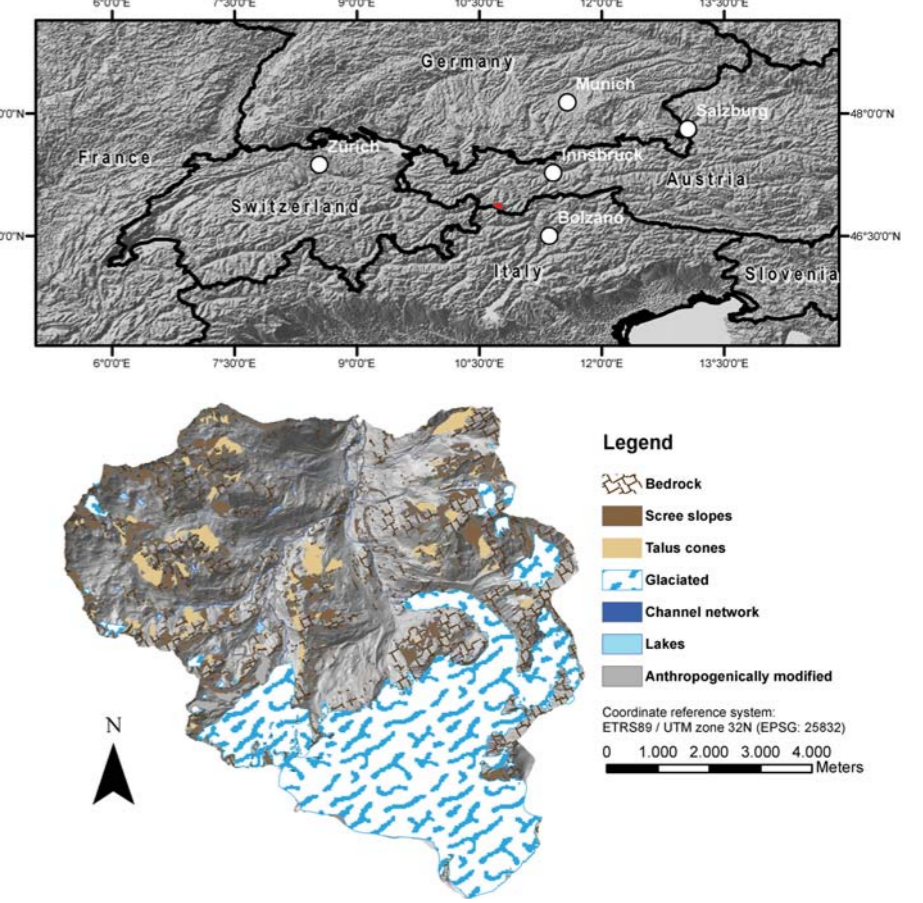 6°0'0"E 7°30'0"E 9°0'0"E 10°30'0"E 12°0'0"E 13°30'0"E
Germany
Munich
0'0"N 48°0'0"N
Salzburg
France
Zürich
Innsbruck
Austria
Switzerland
Bolzano
0'0"N 46°30'0"N
Italy
Slovenia
6°0'0"E 7°30'0"E 9°0'0"E 10°30'0"E 12°0'0"E 13°30'0"E
Legend
Bedrock
Scree slopes
Talus cones
Glaciated
Channel network
Lakes
Anthropogenically modified
Coordinate reference system:
ETRS89 / UTM zone 32N (EPSG: 25832)
N
0 1.000 2.000 3.000 4.000
Meters